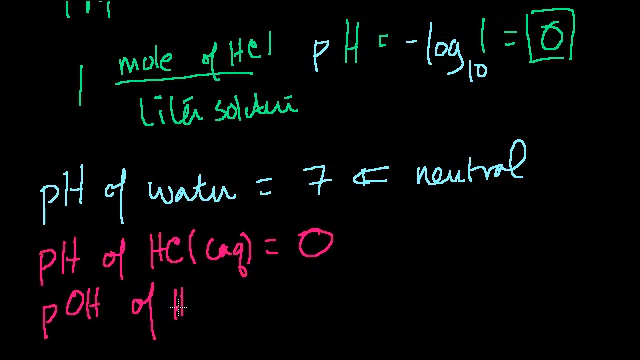 1 mole of HCl
liter solution
pH = -log₁₀ 1 = 0
pH of water = 7 ← neutral
pH of HCl(aq) = 0
pOH of H